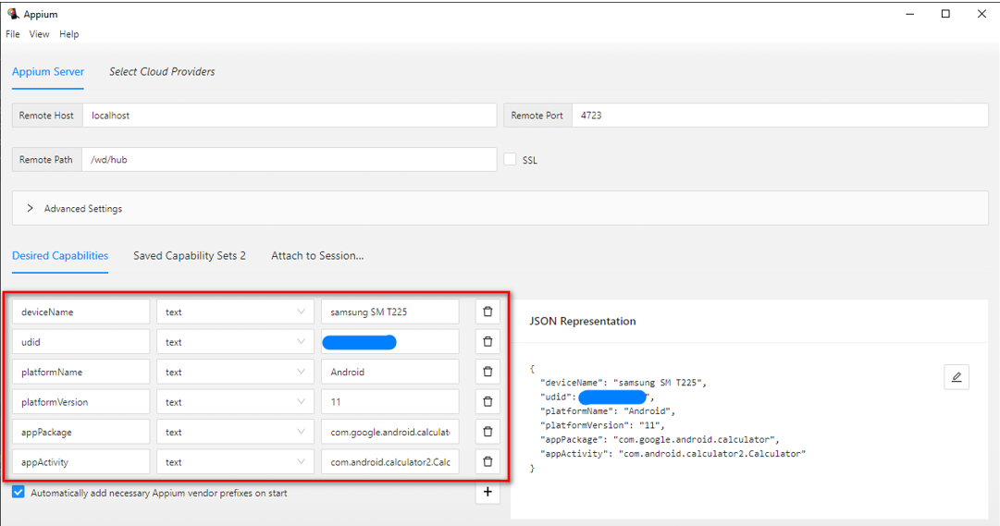 Appium
File View Help
Appium Server Select Cloud Providers
Remote Host localhost Remote Port 4723
Remote Path /wd/hub SSL
Advanced Settings
Desired Capabilities Saved Capability Sets 2 Attach to Session...
deviceName text samsung SM T225
udid text
platformName text Android
platformVersion text 11
appPackage text com.google.android.calculat
appActivity text com.android.calculator2.Calc
Automatically add necessary Appium vendor prefixes on start
JSON Representation
{
"deviceName": "samsung SM T225",
"udid": ",
"platformName": "Android",
"platformVersion": "11",
"appPackage": "com.google.android.calculator",
"appActivity": "com.android.calculator2.Calculator"
}